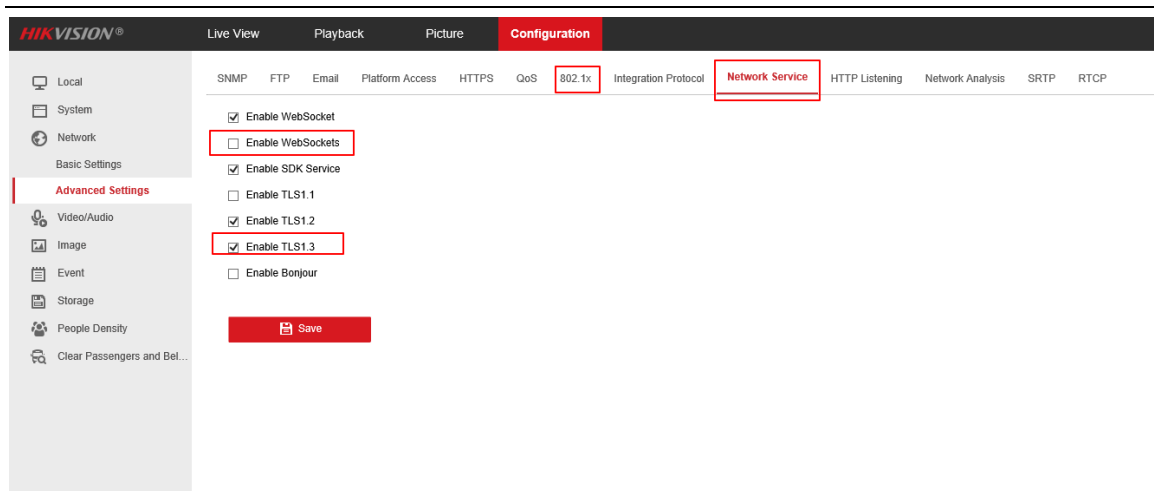 HIKVISION® Live View Playback Picture Configuration
SNMP FTP Email Platform Access HTTPS QoS 802.1x Integration Protocol Network Service HTTP Listening Network Analysis SRTP RTCP
Local
System
Network
Basic Settings
Advanced Settings
Video/Audio
Image
Event
Storage
People Density
Clear Passengers and Bel...
Enable WebSocket
Enable WebSockets
Enable SDK Service
Enable TLS1.1
Enable TLS1.2
Enable TLS1.3
Enable Bonjour
Save